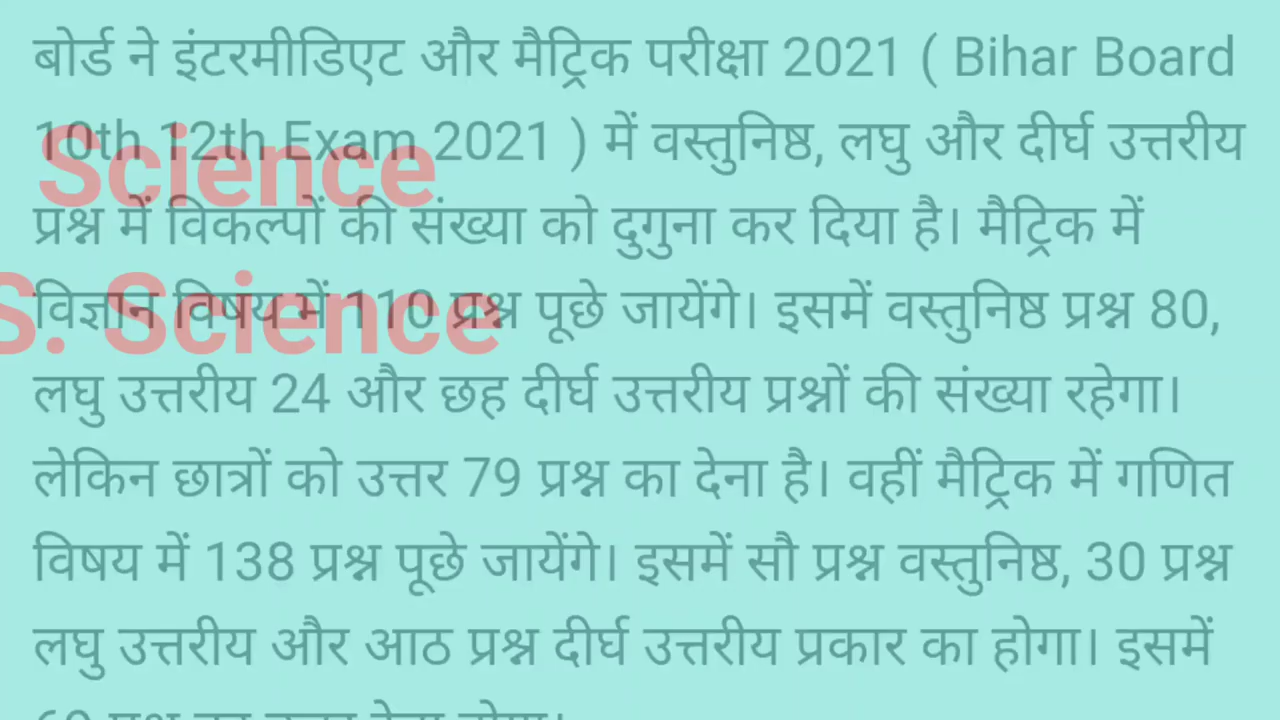 बोर्ड ने इंटरमीडिएट और मैट्रिक परीक्षा 2021 ( Bihar Board
10th 12th Exam 2021 ) में वस्तुनिष्ठ, लघु और दीर्घ उत्तरीय
Science
प्रश्न में विकल्पों की संख्या को दुगुना कर दिया है। मैट्रिक में
विज्ञान विषय में 110 प्रश्न पूछे जायेंगे। इसमें वस्तुनिष्ठ प्रश्न 80,
S. Science
लघु उत्तरीय 24 और छह दीर्घ उत्तरीय प्रश्नों की संख्या रहेगा।
लेकिन छात्रों को उत्तर 79 प्रश्न का देना है। वहीं मैट्रिक में गणित
विषय में 138 प्रश्न पूछे जायेंगे। इसमें सौ प्रश्न वस्तुनिष्ठ, 30 प्रश्न
लघु उत्तरीय और आठ प्रश्न दीर्घ उत्तरीय प्रकार का होगा। इसमें